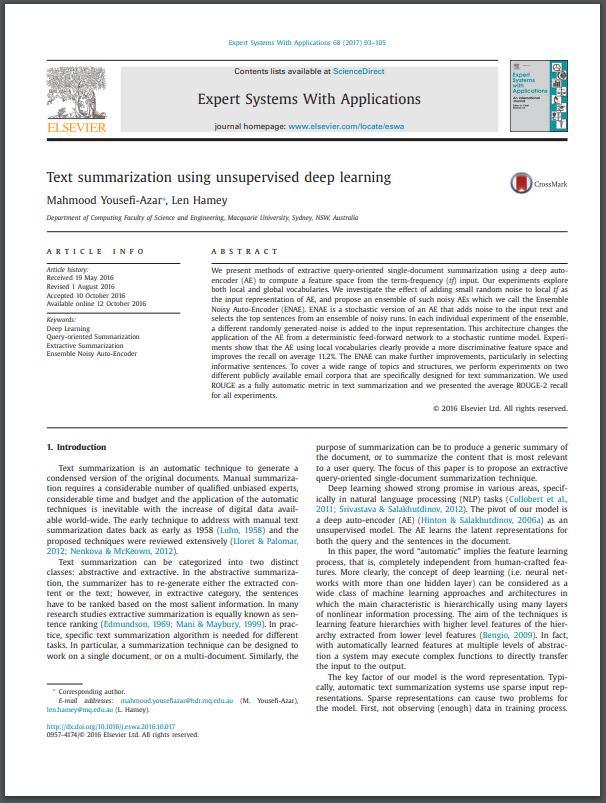 Expert Systems With Applications 68 (2017) 93–105
Contents lists available at ScienceDirect
Expert Systems With Applications
journal homepage: www.elsevier.com/locate/eswa
ELSEVIER
Expert
Systems
with
Applications
An International
Journal
Text summarization using unsupervised deep learning
CrossMark
Mahmood Yousefi-Azar*, Len Hamey
Department of Computing Faculty of Science and Engineering, Macquarie University, Sydney, NSW, Australia
ARTICLE INFO
Article history:
Received 19 May 2016
Revised 1 August 2016
Accepted 10 October 2016
Available online 12 October 2016
Keywords:
Deep Learning
Query-oriented Summarization
Extractive Summarization
Ensemble Noisy Auto-Encoder
ABSTRACT
We present methods of extractive query-oriented single-document summarization using a deep auto-
encoder (AE) to compute a feature space from the term-frequency (tf) input. Our experiments explore
both local and global vocabularies. We investigate the effect of adding small random noise to local tf as
the input representation of AE, and propose an ensemble of such noisy AEs which we call the Ensemble
Noisy Auto-Encoder (ENAE). ENAE is a stochastic version of an AE that adds noise to the input text and
selects the top sentences from an ensemble of noisy runs. In each individual experiment of the ensemble,
a different randomly generated noise is added to the input representation. This architecture changes the
application of the AE from a deterministic feed-forward network to a stochastic runtime model. Experi-
ments show that the AE using local vocabularies clearly provide a more discriminative feature space and
improves the recall on average 11.2%. The ENAE can make further improvements, particularly in selecting
informative sentences. To cover a wide range of topics and structures, we perform experiments on two
different publicly available email corpora that are specifically designed for text summarization. We used
ROUGE as a fully automatic metric in text summarization and we presented the average ROUGE-2 recall
for all experiments.
© 2016 Elsevier Ltd. All rights reserved.
1. Introduction
Text summarization is an automatic technique to generate a
condensed version of the original documents. Manual summariza-
tion requires a considerable number of qualified unbiased experts,
considerable time and budget and the application of the automatic
techniques is inevitable with the increase of digital data avail-
able world-wide. The early technique to address with manual text
summarization dates back as early as 1958 (Luhn, 1958) and the
proposed techniques were reviewed extensively (Lloret & Palomar,
2012; Nenkova & McKeown, 2012).
Text summarization can be categorized into two distinct
classes: abstractive and extractive. In the abstractive summariza-
tion, the summarizer has to re-generate either the extracted con-
tent or the text; however, in extractive category, the sentences
have to be ranked based on the most salient information. In many
research studies extractive summarization is equally known as sen-
tence ranking (Edmundson, 1969; Mani & Maybury, 1999). In prac-
tice, specific text summarization algorithm is needed for different
tasks. In particular, a summarization technique can be designed to
work on a single document, or on a multi-document. Similarly, the
* Corresponding author.
E-mail addresses: mahmood.yousefiazar@hdr.mq.edu.au (M. Yousefi-Azar),
len.hamey@mq.edu.au (L. Hamey).
http://dx.doi.org/10.1016/j.eswa.2016.10.017
0957-4174/© 2016 Elsevier Ltd. All rights reserved.
purpose of summarization can be to produce a generic summary of
the document, or to summarize the content that is most relevant
to a user query. The focus of this paper is to propose an extractive
query-oriented single-document summarization technique.
Deep learning showed strong promise in various areas, specif-
ically in natural language processing (NLP) tasks (Collobert et al.,
2011; Srivastava & Salakhutdinov, 2012). The pivot of our model is
a deep auto-encoder (AE) (Hinton & Salakhutdinov, 2006a) as an
unsupervised model. The AE learns the latent representations for
both the query and the sentences in the document.
In this paper, the word “automatic” implies the feature learning
process, that is, completely independent from human-crafted fea-
tures. More clearly, the concept of deep learning (i.e. neural net-
works with more than one hidden layer) can be considered as a
wide class of machine learning approaches and architectures in
which the main characteristic is hierarchically using many layers
of nonlinear information processing. The aim of the techniques is
learning feature hierarchies with higher level features of the hier-
archy extracted from lower level features (Bengio, 2009). In fact,
with automatically learned features at multiple levels of abstrac-
tion a system may execute complex functions to directly transfer
the input to the output.
The key factor of our model is the word representation. Typi-
cally, automatic text summarization systems use sparse input rep-
resentations. Sparse representations can cause two problems for
the model. First, not observing (enough) data in training process.